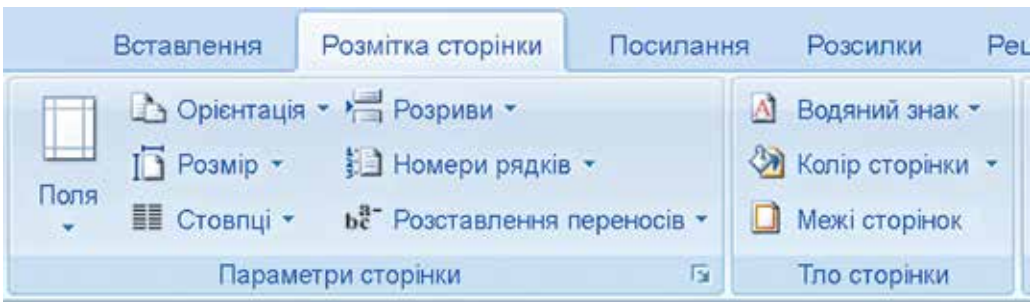 Вставлення Розмітка сторінки Посилання Розсилки Рец
Орієнтація Розриви Водяний знак
Розмір Номери рядків Колір сторінки
Поля
Стовпці Розставлення переносів Межі сторінок
Параметри сторінки Тло сторінки